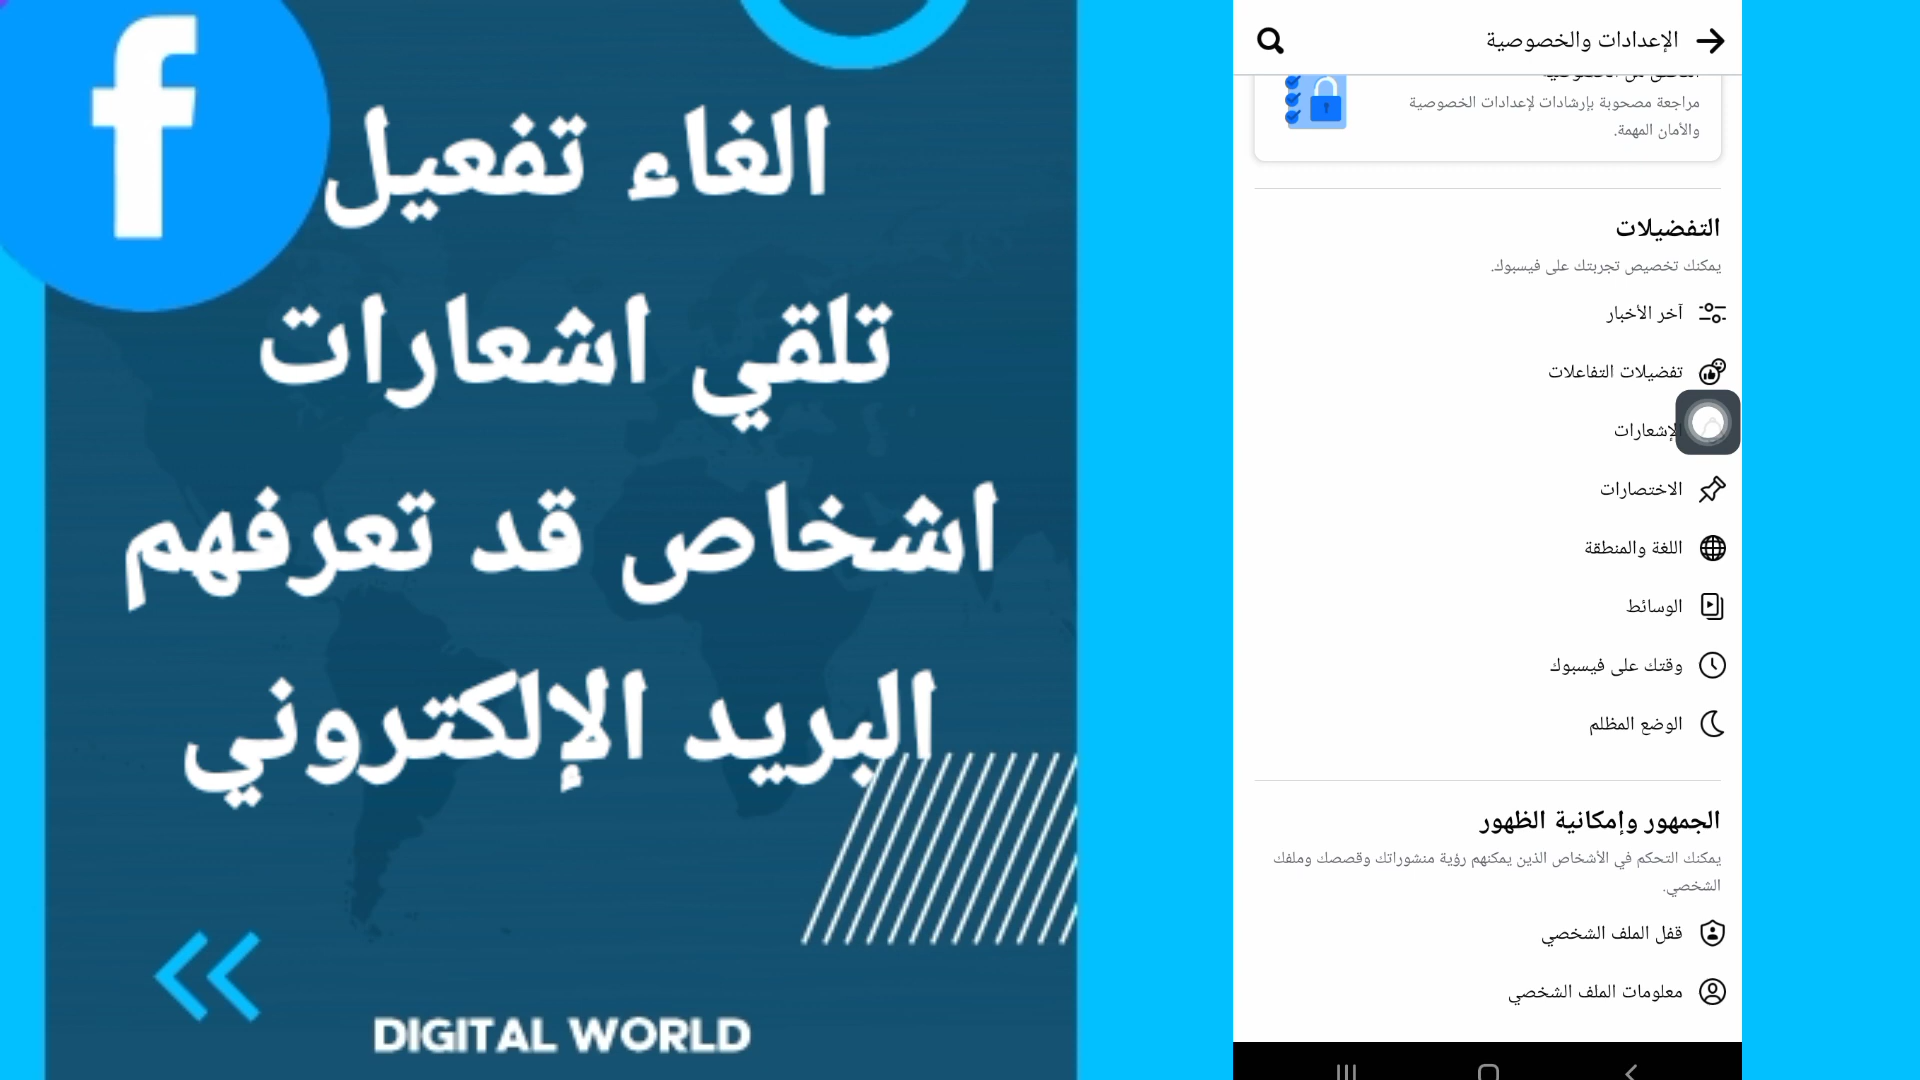 الغاء تفعيل
تلقي اشعارات
اشخاص قد تعرفهم
البريد الإلكتروني
DIGITAL WORLD
الإعدادات والخصوصية
مراجعة مصحوبة بإرشادات لإعدادات الخصوصية
والأمان المهمة.
التفضيلات
يمكنك تخصيص تجربتك على فيسبوك.
آخر الأخبار
تفضيلات التفاعلات
الإشعارات
الاختصارات
اللغة والمنطقة
الوسائط
وقتك على فيسبوك
الوضع المظلم
الجمهور وإمكانية الظهور
يمكنك التحكم في الأشخاص الذين يمكنهم رؤية منشوراتك وقصصك وملفك
الشخصي.
قفل الملف الشخصي
معلومات الملف الشخصي